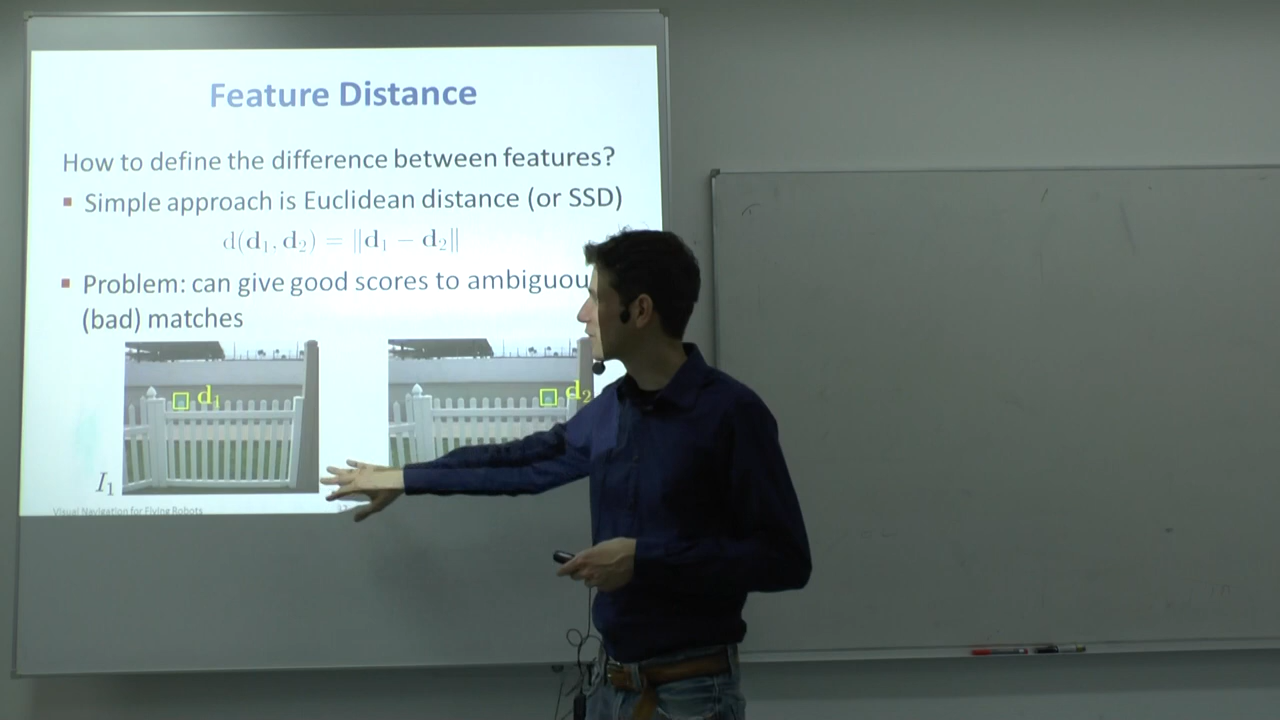 Feature Distance
How to define the difference between features?
▪ Simple approach is Euclidean distance (or SSD)
d(d₁, d₂) = ‖d₁ − d₂‖
▪ Problem: can give good scores to ambiguou
(bad) matches
d₁
d₂
I₁
Visual Navigation for Flying Robots